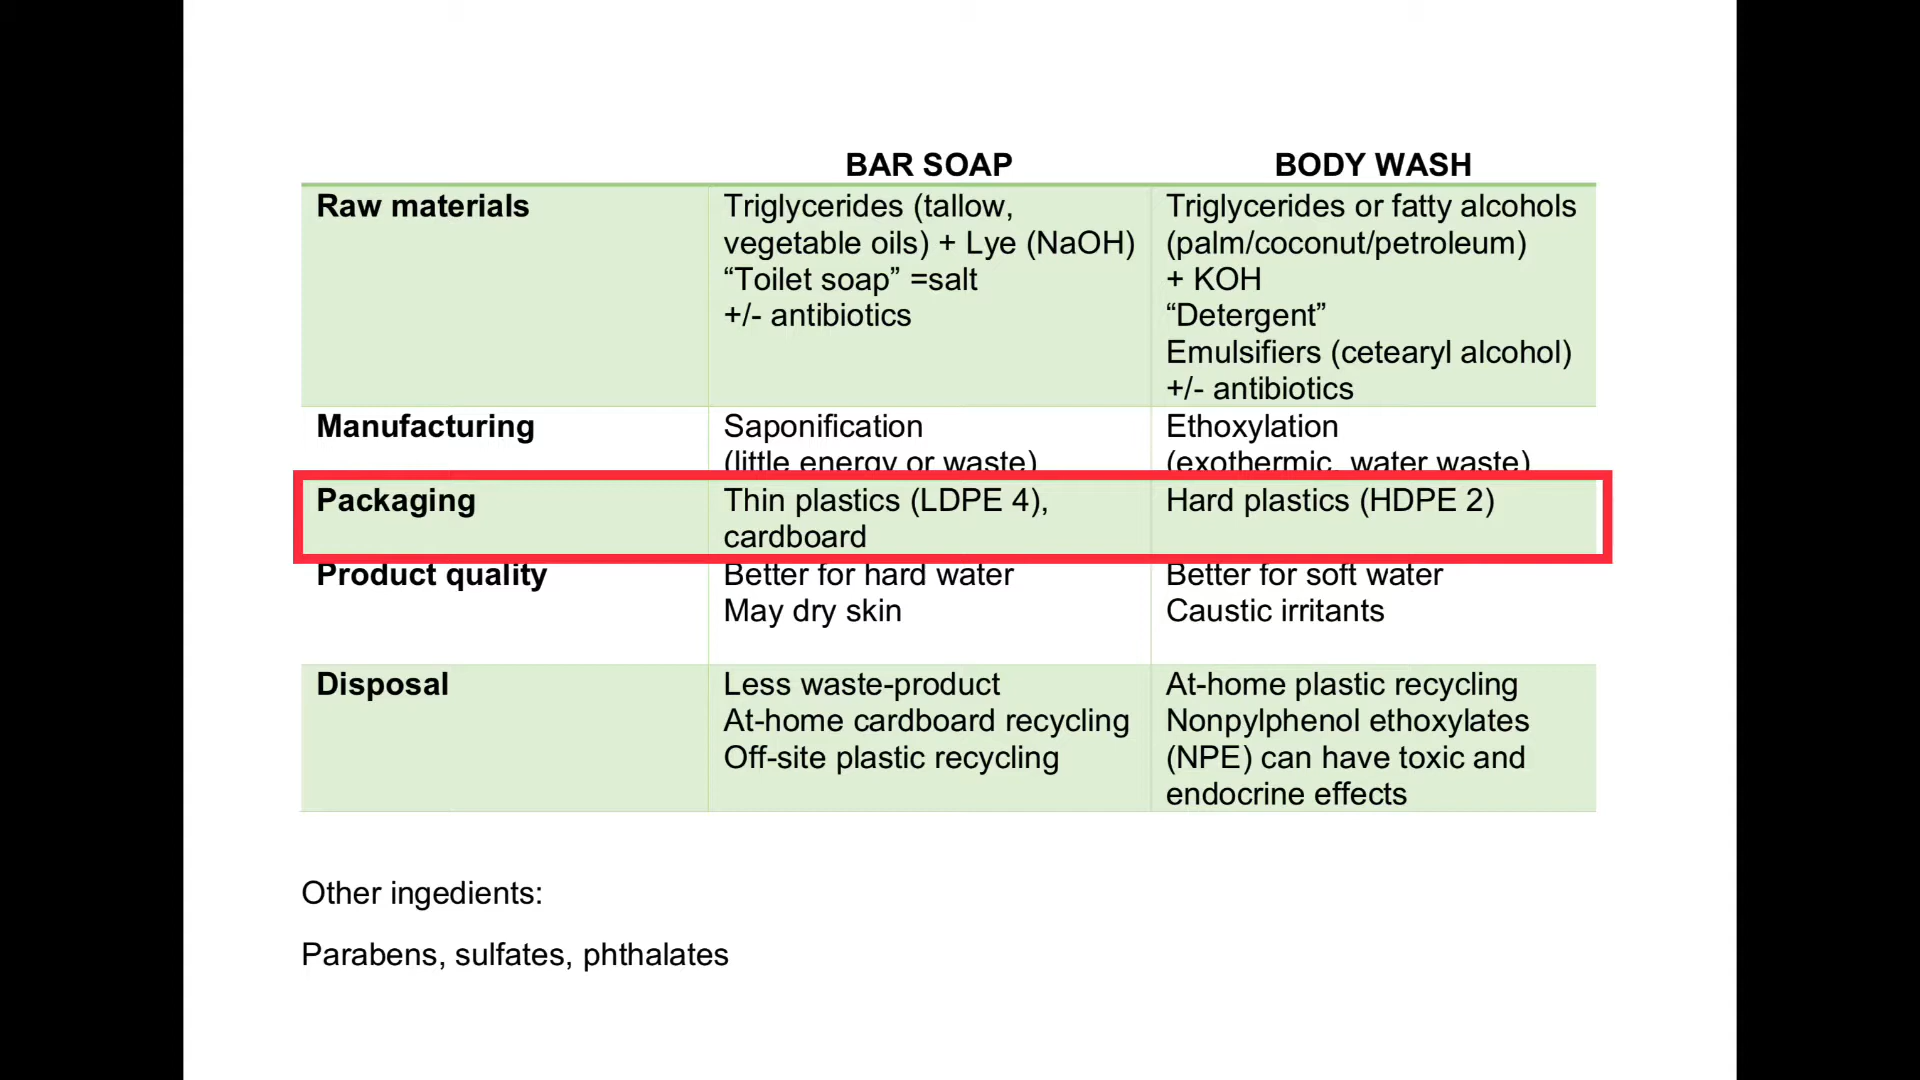 BAR SOAP BODY WASH
Raw materials
Triglycerides (tallow,
vegetable oils) + Lye (NaOH)
“Toilet soap” =salt
+/- antibiotics
Triglycerides or fatty alcohols
(palm/coconut/petroleum)
+ KOH
“Detergent”
Emulsifiers (cetearyl alcohol)
+/- antibiotics
Manufacturing
Saponification
(little energy or waste)
Ethoxylation
(exothermic, water waste)
Packaging
Thin plastics (LDPE 4),
cardboard
Hard plastics (HDPE 2)
Product quality
Better for hard water
May dry skin
Better for soft water
Caustic irritants
Disposal
Less waste-product
At-home cardboard recycling
Off-site plastic recycling
At-home plastic recycling
Nonpylphenol ethoxylates
(NPE) can have toxic and
endocrine effects
Other ingedients:
Parabens, sulfates, phthalates